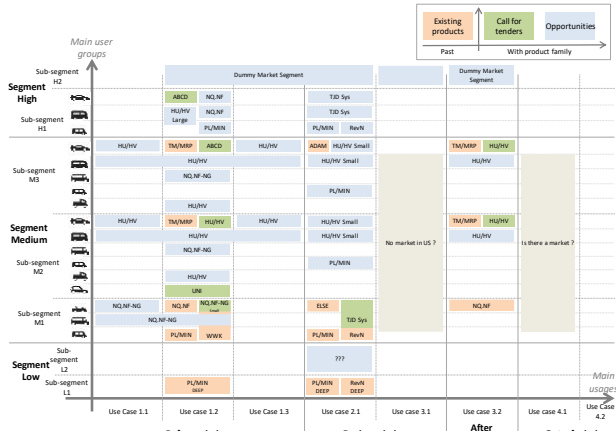 Existing products
Call for tenders
Opportunities
Past
With product family
Main user groups
Sub-segment H2
Dummy Market Segment
Dummy Market Segment
Segment High
ABCD
NQ.NF
TJD Sys
HU/HV Large
NQ.NF
TJD Sys
Sub-segment H1
PL/MIN
PL/MIN
RevN
HU/HV
TM/MRP
ABCD
HU/HV
ADAM
HU/HV Small
TM/MRP
HU/HV
HU/HV
HU/HV Small
HU/HV
Sub-segment M3
NQ.NF-NG
PL/MIN
HU/HV
Segment Medium
HU/HV
TM/MRP
HU/HV
HU/HV
HU/HV Small
TM/MRP
HU/HV
HU/HV
HU/HV Small
HU/HV
No market in US ?
Is there a market ?
NQ.NF-NG
Sub-segment M2
PL/MIN
HU/HV
UNI
NQ.NF-NG
NQ.NF
NQ.NF-NG
ELSE
NQ.NF
Sub-segment M1
NQ.NF-NG
TJD Sys
PL/MIN
WWK
PL/MIN
RevN
Sub-segment L2
???
Segment Low
Sub-segment L1
PL/MIN DEEP
PL/MIN DEEP
RevN DEEP
Main usages
Use Case 1.1
Use Case 1.2
Use Case 1.3
Use Case 2.1
Use Case 3.1
Use Case 3.2
Use Case 4.1
Use Case 4.2
After